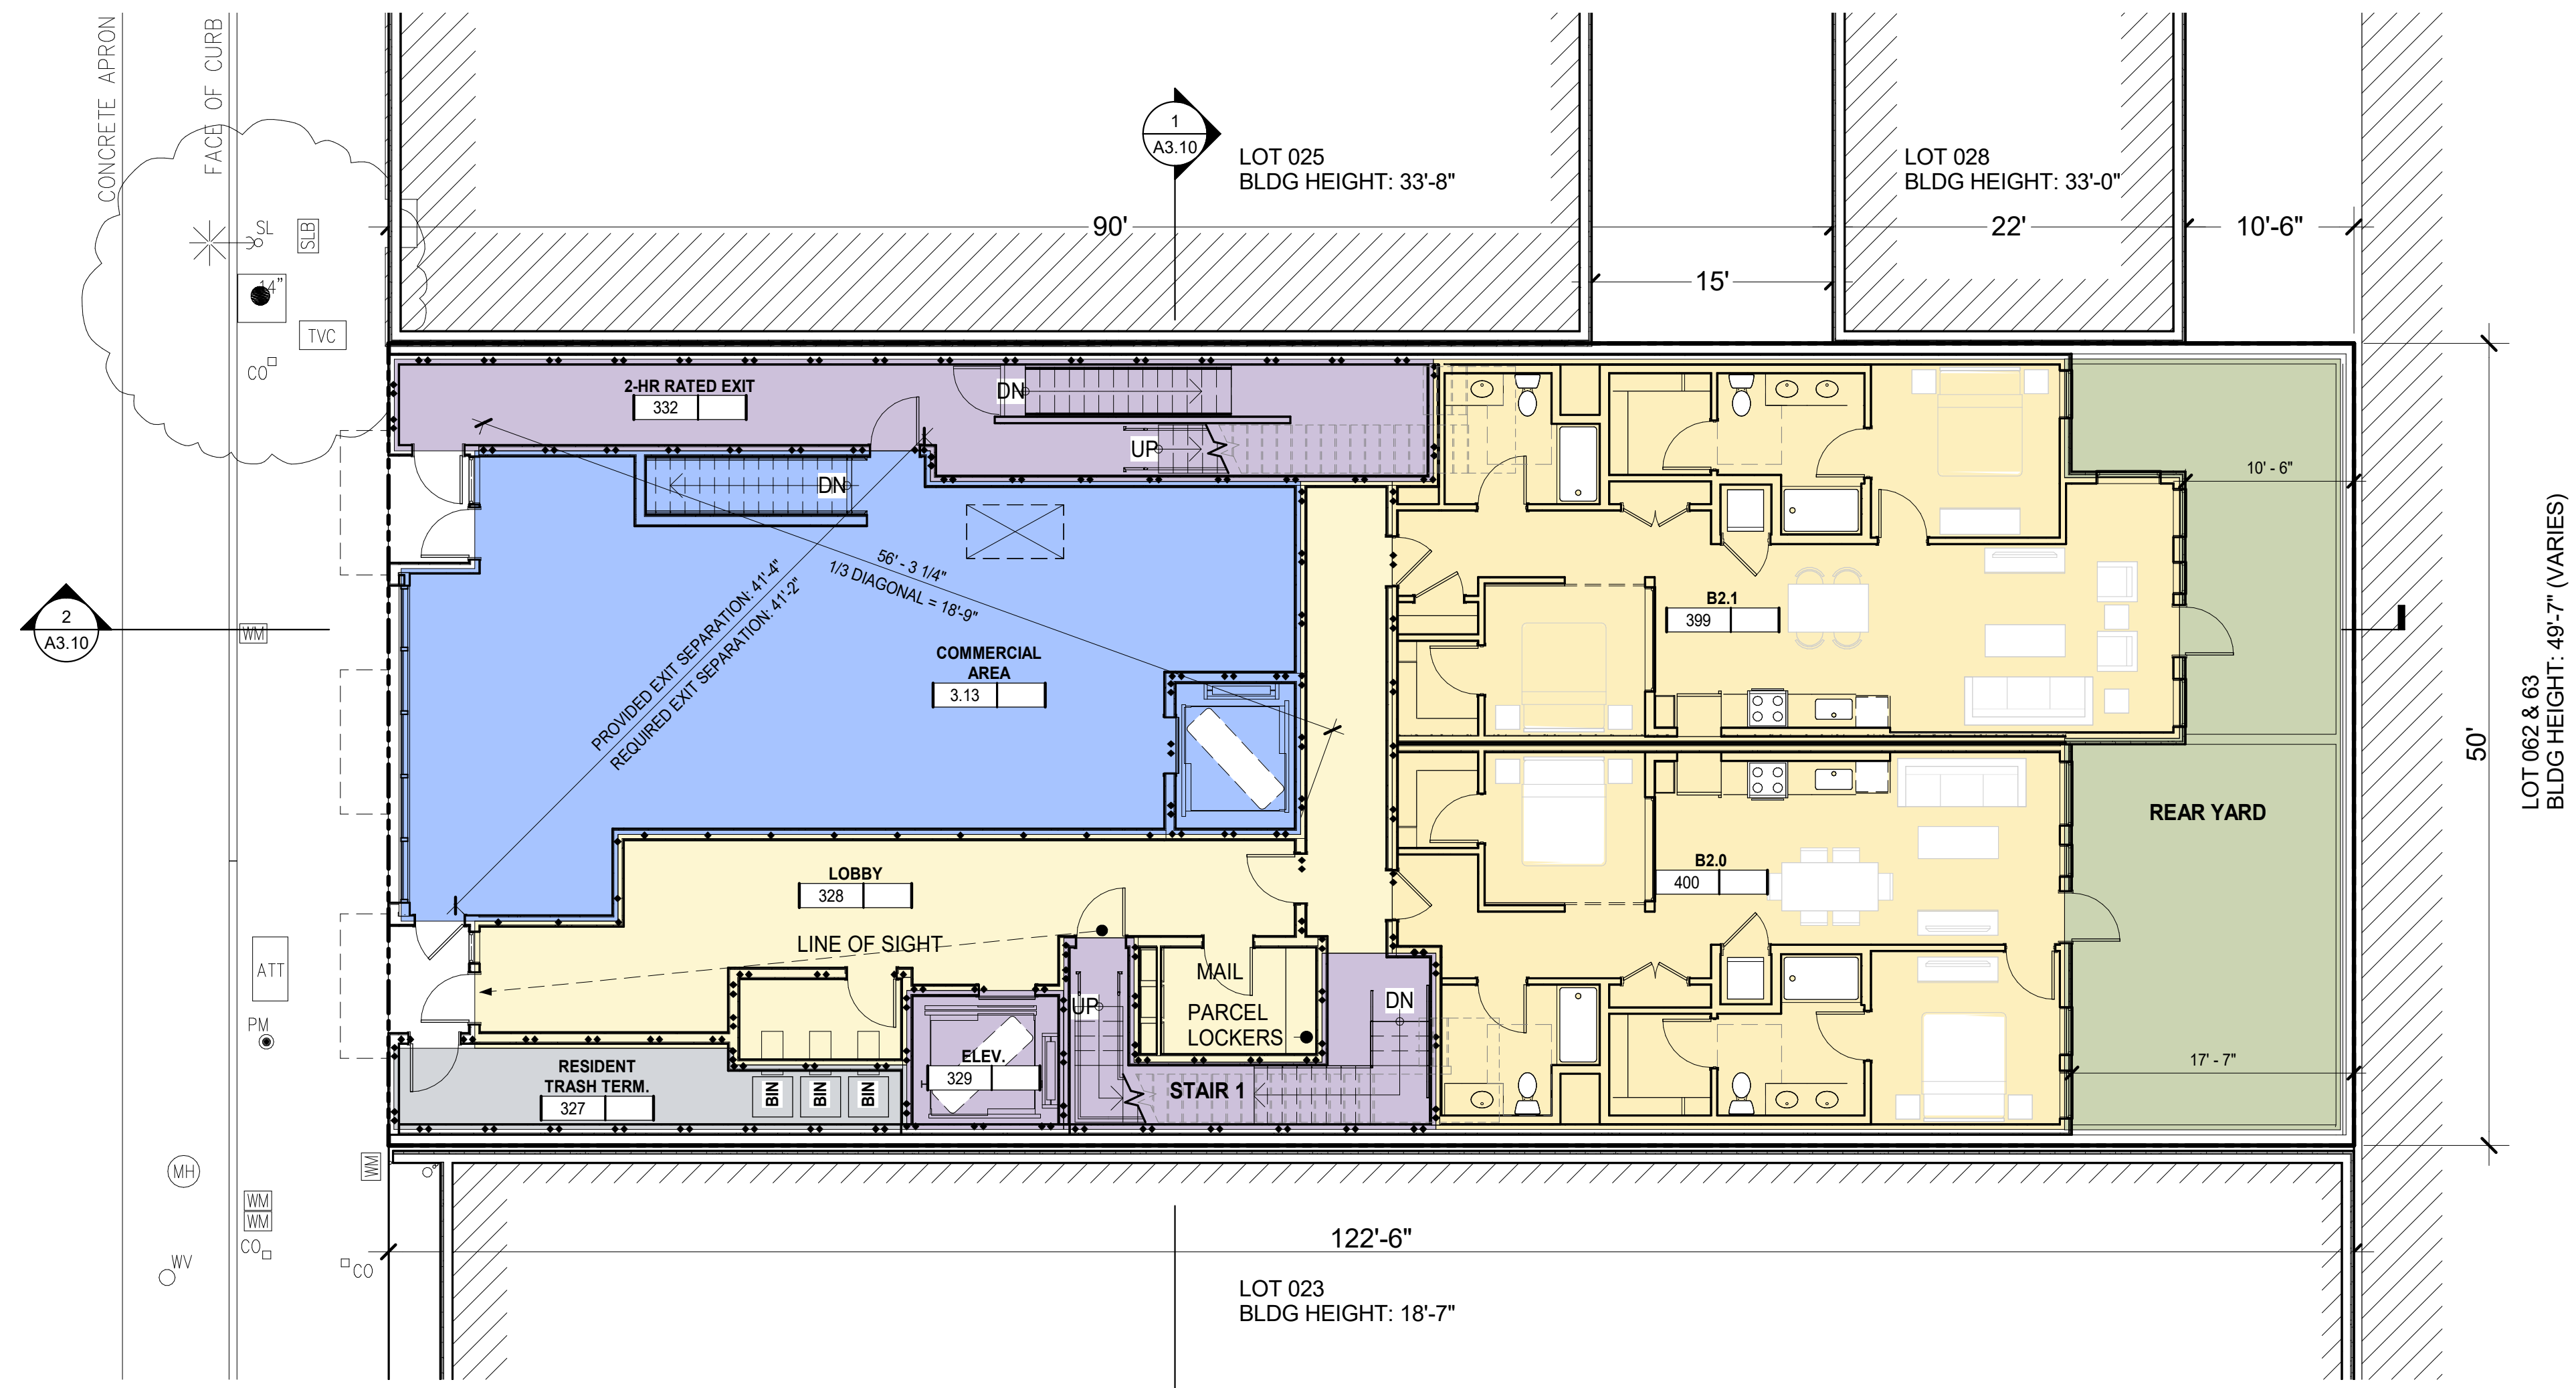 CONCRETE APRON
FACE OF CURB
SL
SLB
14"
TVC
CO
1
A3.10
LOT 025
BLDG HEIGHT: 33'-8"
LOT 028
BLDG HEIGHT: 33'-0"
90'
22'
10'-6"
15'
2-HR RATED EXIT
332
DN
UP
DN
10' - 6"
56' - 3 1/4"
1/3 DIAGONAL = 18'-9"
PROVIDED EXIT SEPARATION: 41'-4"
REQUIRED EXIT SEPARATION: 41'-2"
2
A3.10
WM
COMMERCIAL
AREA
3.13
B2.1
399
LOT 062 & 63
BLDG HEIGHT: 49'-7" (VARIES)
50'
REAR YARD
LOBBY
328
B2.0
400
LINE OF SIGHT
ATT
MAIL
PARCEL
LOCKERS
UP
DN
PM
RESIDENT
TRASH TERM.
327
BIN
BIN
BIN
ELEV.
329
STAIR 1
17' - 7"
MH
WM
WM
WM
CO
WV
CO
122'-6"
LOT 023
BLDG HEIGHT: 18'-7"